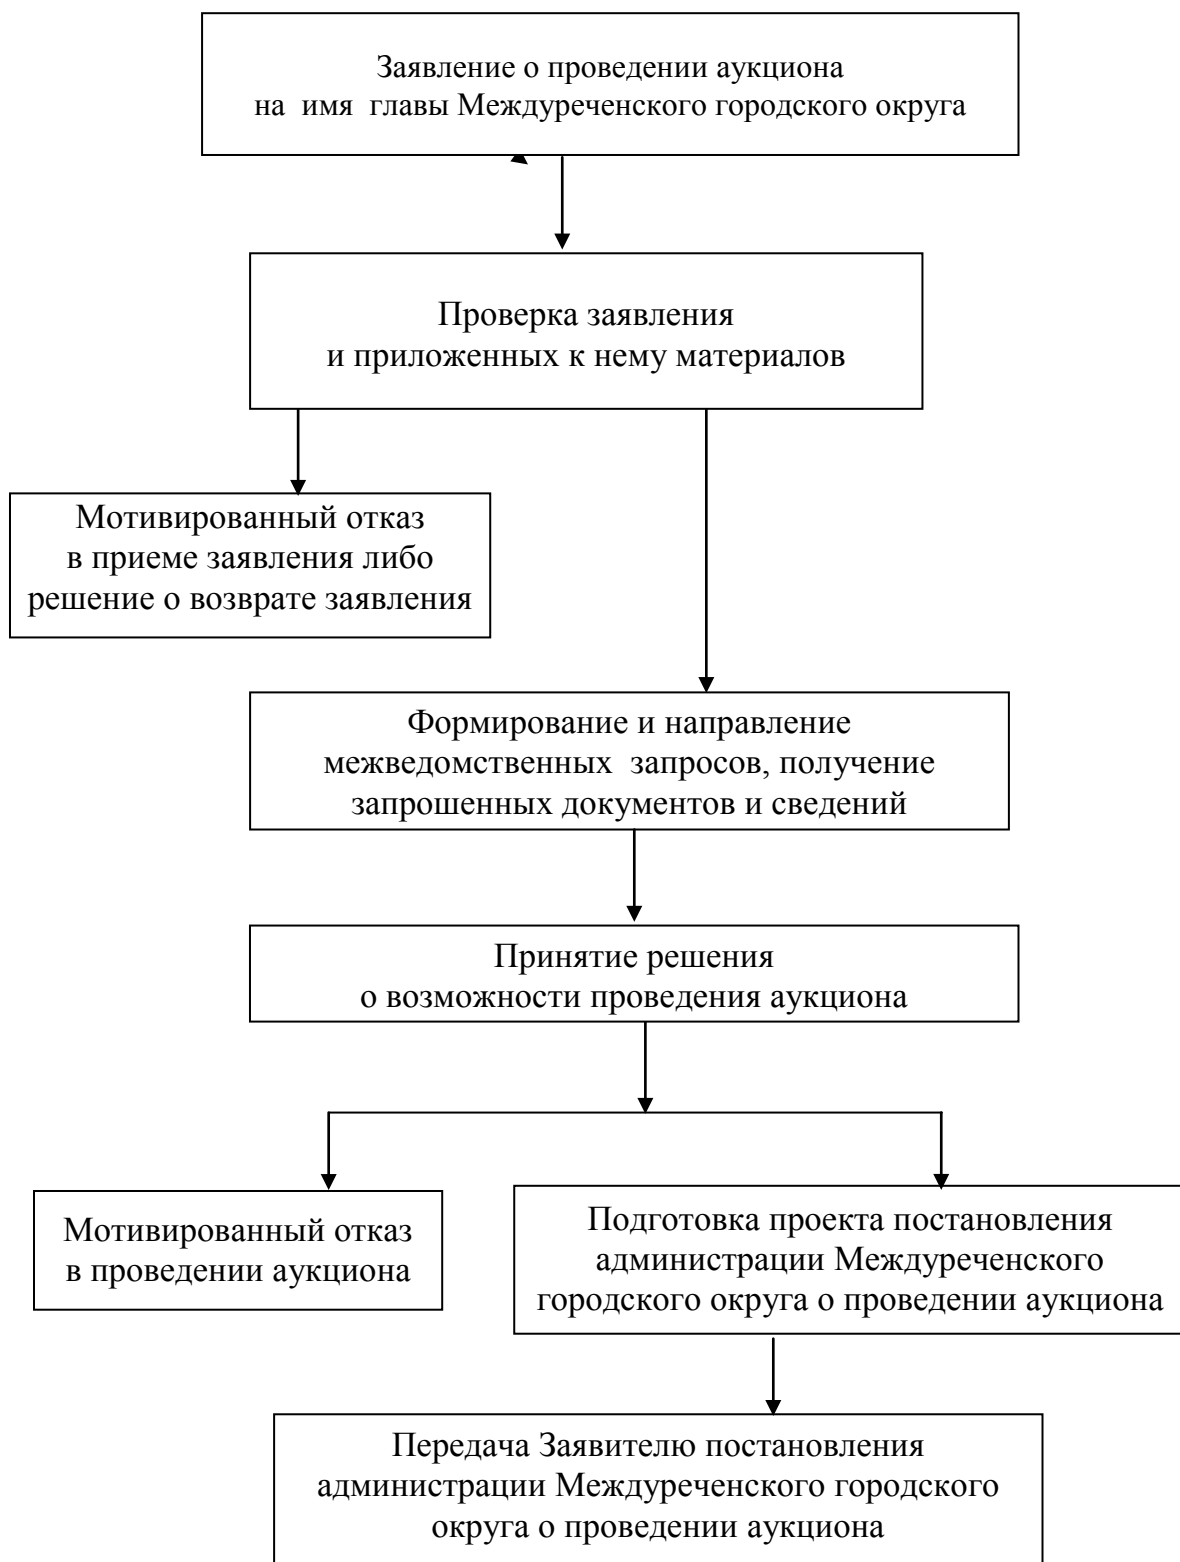 Заявление о проведении аукциона
на имя главы Междуреченского городского округа
Проверка заявления
и приложенных к нему материалов
Мотивированный отказ
в приеме заявления либо
решение о возврате заявления
Формирование и направление
межведомственных запросов, получение
запрошенных документов и сведений
Принятие решения
о возможности проведения аукциона
Мотивированный отказ
в проведении аукциона
Подготовка проекта постановления
администрации Междуреченского
городского округа о проведении аукциона
Передача Заявителю постановления
администрации Междуреченского городского
округа о проведении аукциона